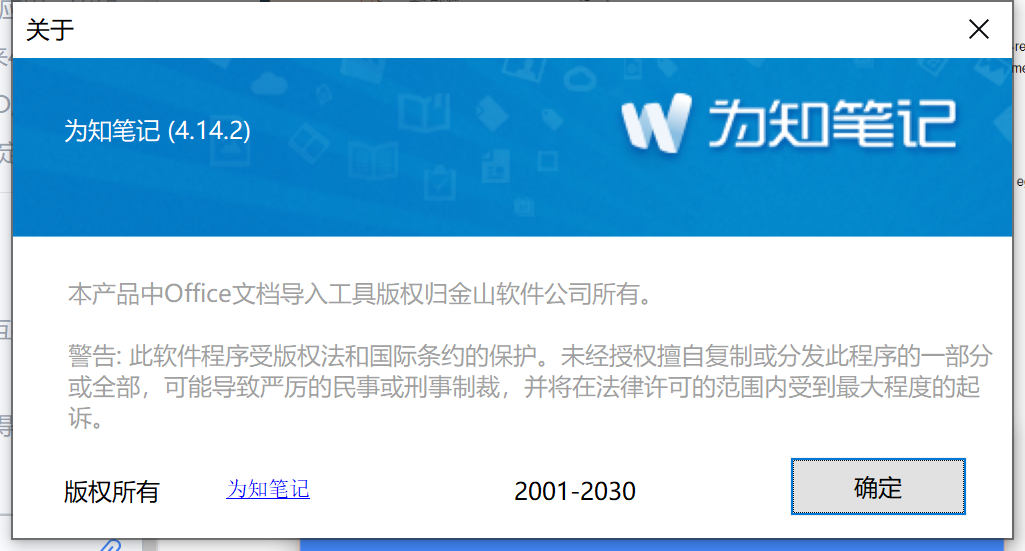 关于
为知笔记 (4.14.2)
为知笔记
本产品中Office文档导入工具版权归金山软件公司所有。
警告: 此软件程序受版权法和国际条约的保护。未经授权擅自复制或分发此程序的一部分
或全部，可能导致严厉的民事或刑事制裁，并将在法律许可的范围内受到最大程度的起
诉。
版权所有 为知笔记 2001-2030 确定